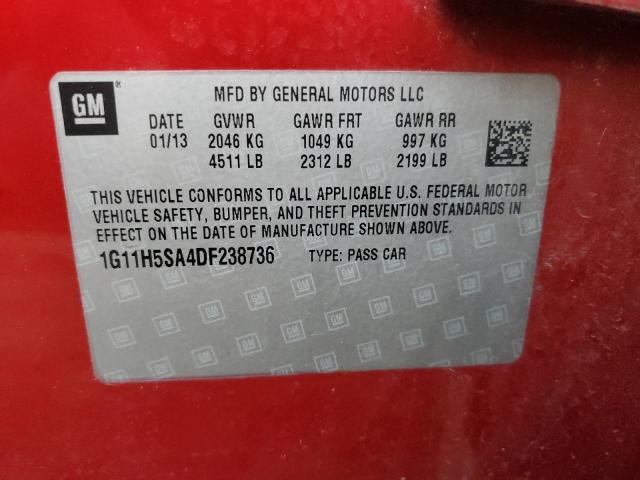 GM
MFD BY GENERAL MOTORS LLC
DATE GVWR GAWR FRT GAWR RR
01/13 2046 KG 1049 KG 997 KG
4511 LB 2312 LB 2199 LB
THIS VEHICLE CONFORMS TO ALL APPLICABLE U.S. FEDERAL MOTOR
VEHICLE SAFETY, BUMPER, AND THEFT PREVENTION STANDARDS IN
EFFECT ON THE DATE OF MANUFACTURE SHOWN ABOVE.
1G11H5SA4DF238736 TYPE: PASS CAR